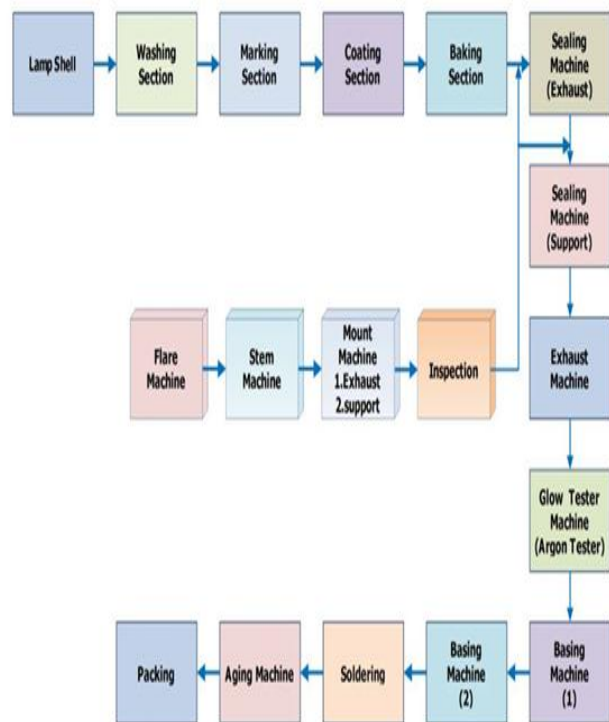 Lamp Shell
Washing
Section
Marking
Section
Coating
Section
Baking
Section
Sealing
Machine
(Exhaust)
Sealing
Machine
(Support)
Flare
Machine
Stem
Machine
Mount
Machine
1.Exhaust
2.support
Inspection
Exhaust
Machine
Glow Tester
Machine
(Argon Tester)
Packing
Aging Machine
Soldering
Basing
Machine
(2)
Basing
Machine
(1)